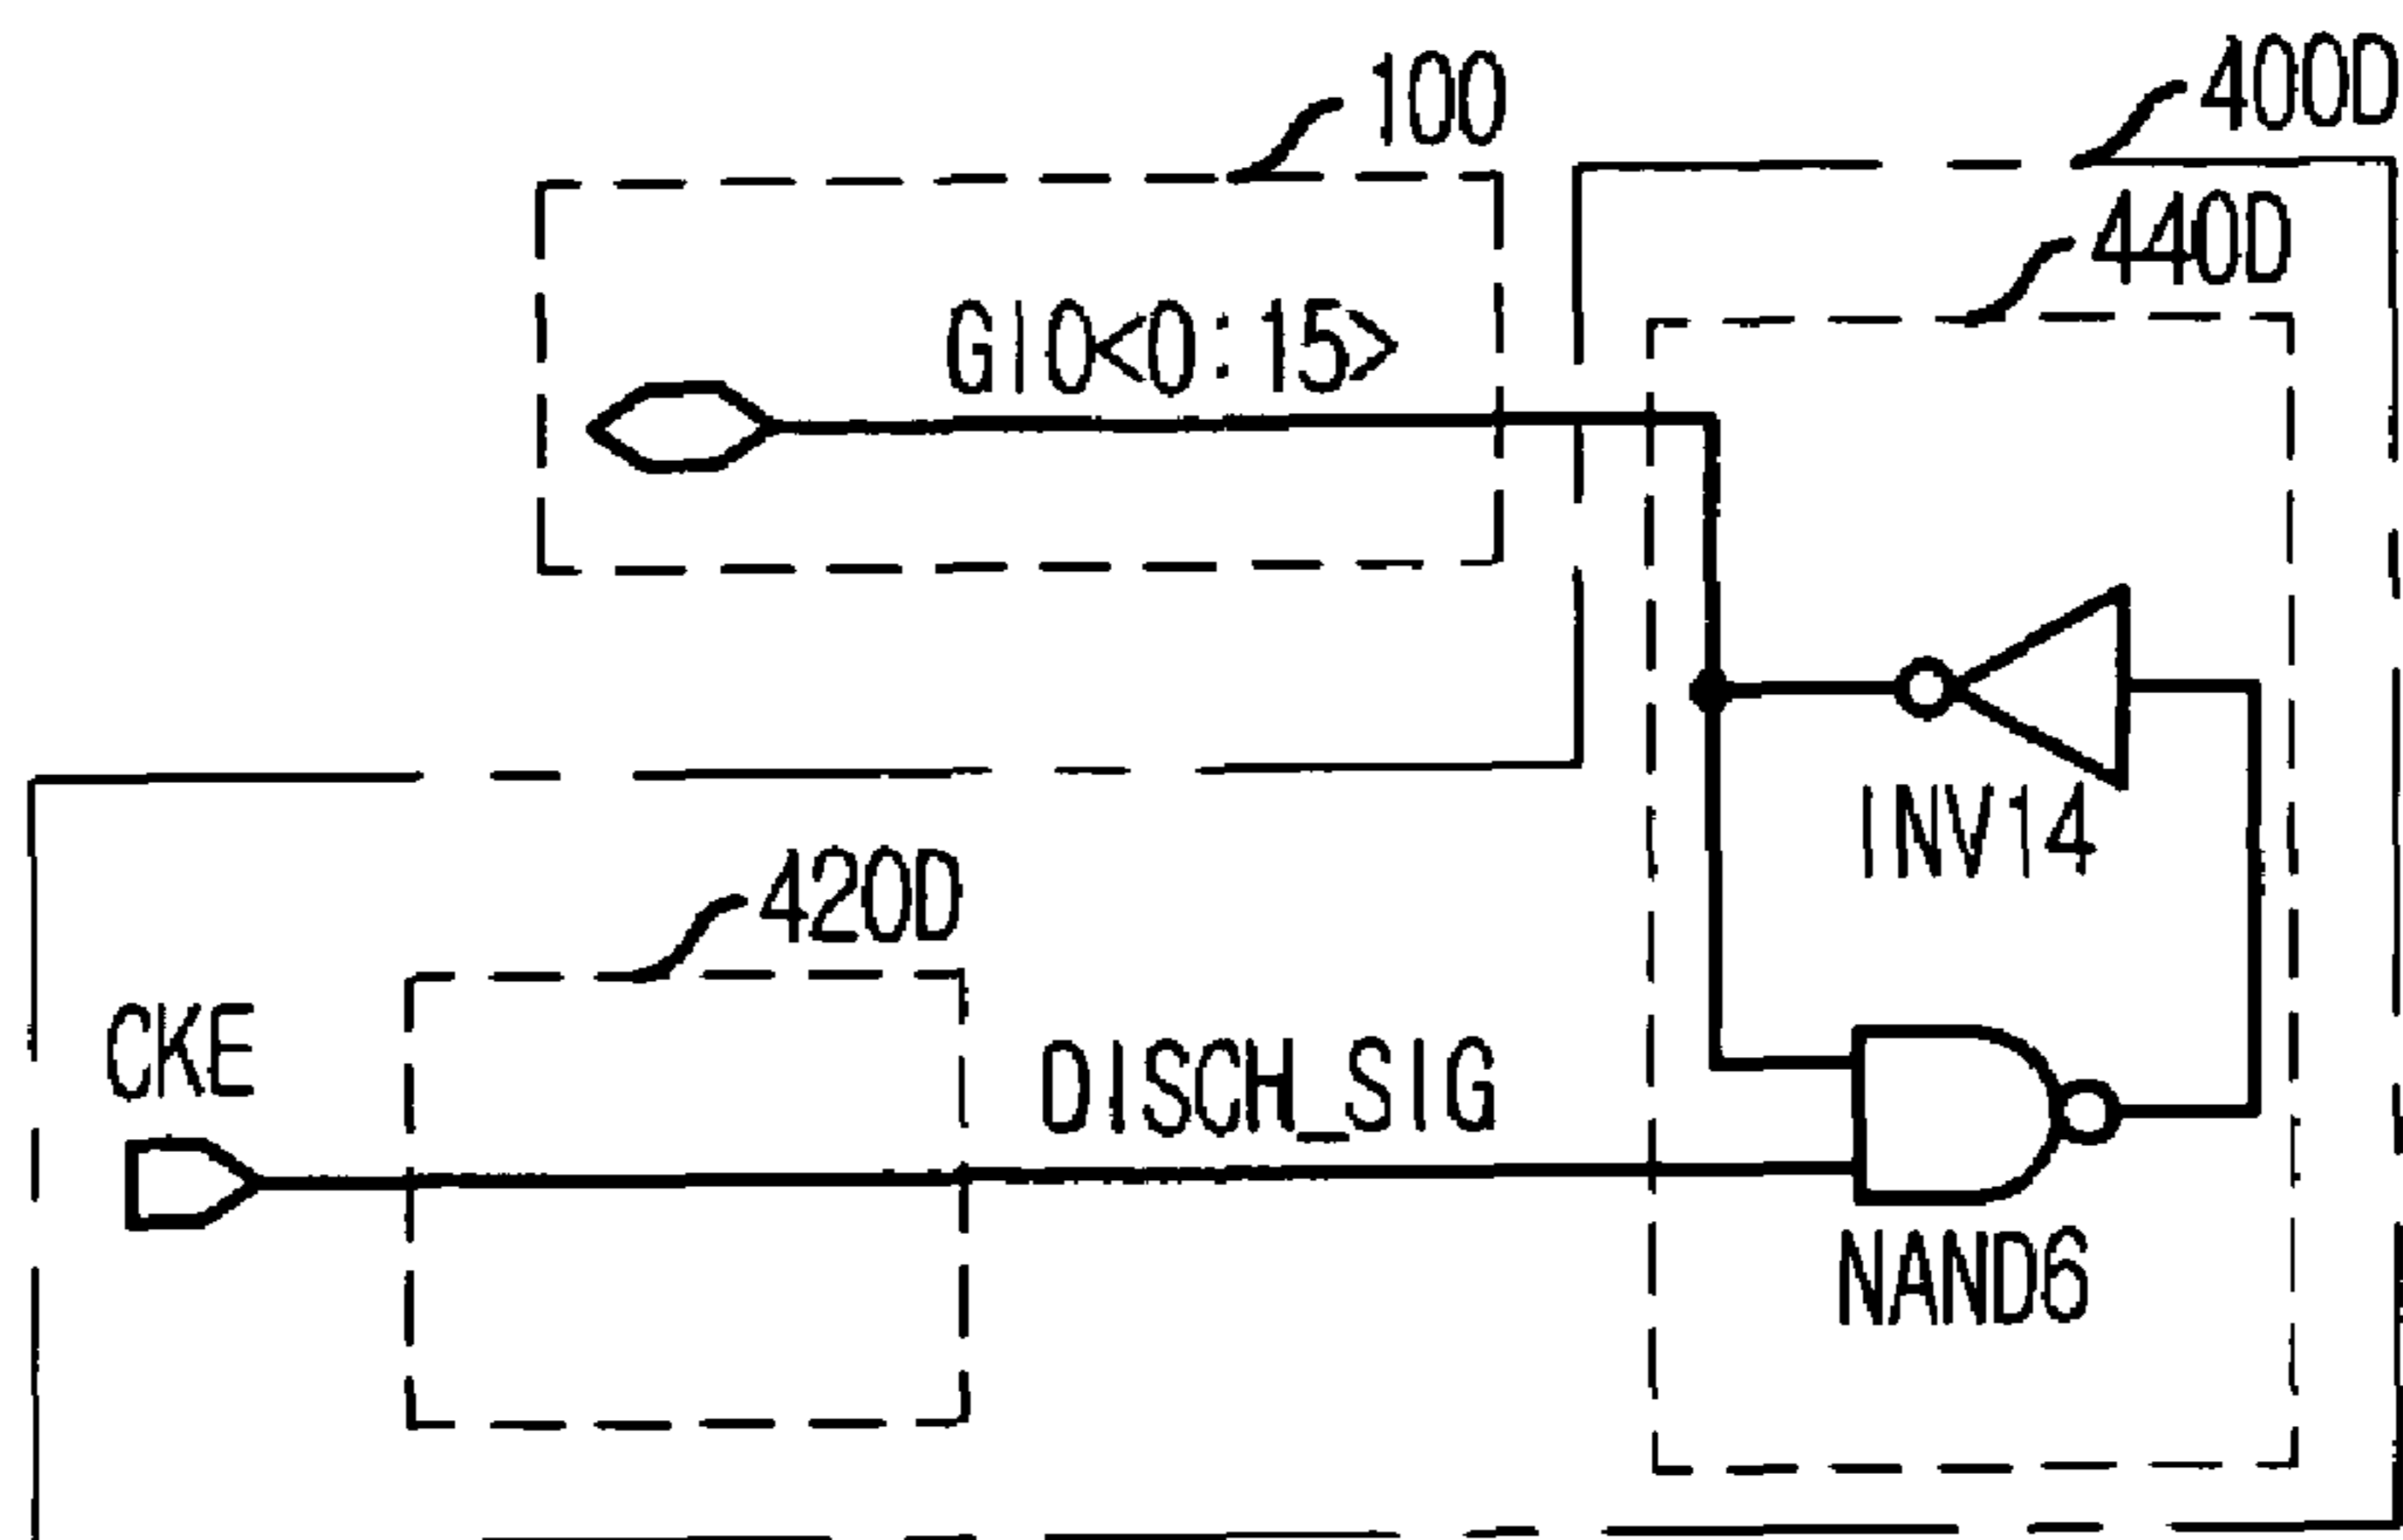 100
400D
440D
GIO<0:15>
INV14
420D
CKE
DISCH_SIG
NAND6